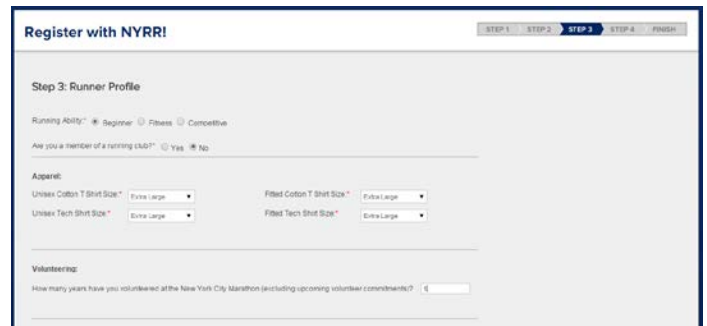 Register with NYRR!
STEP 1 STEP 2 STEP 3 STEP 4 FINISH
Step 3: Runner Profile
Running Ability:* Beginner Fitness Competitive
Are you a member of a running club?* Yes No
Apparel:
Unisex Cotton T Shirt Size:* Extra Large Fitted Cotton T Shirt Size:* Extra Large
Unisex Tech Shirt Size:* Extra Large Fitted Tech Shirt Size:* Extra Large
Volunteering:
How many years have you volunteered at the New York City Marathon (excluding upcoming volunteer commitments)?